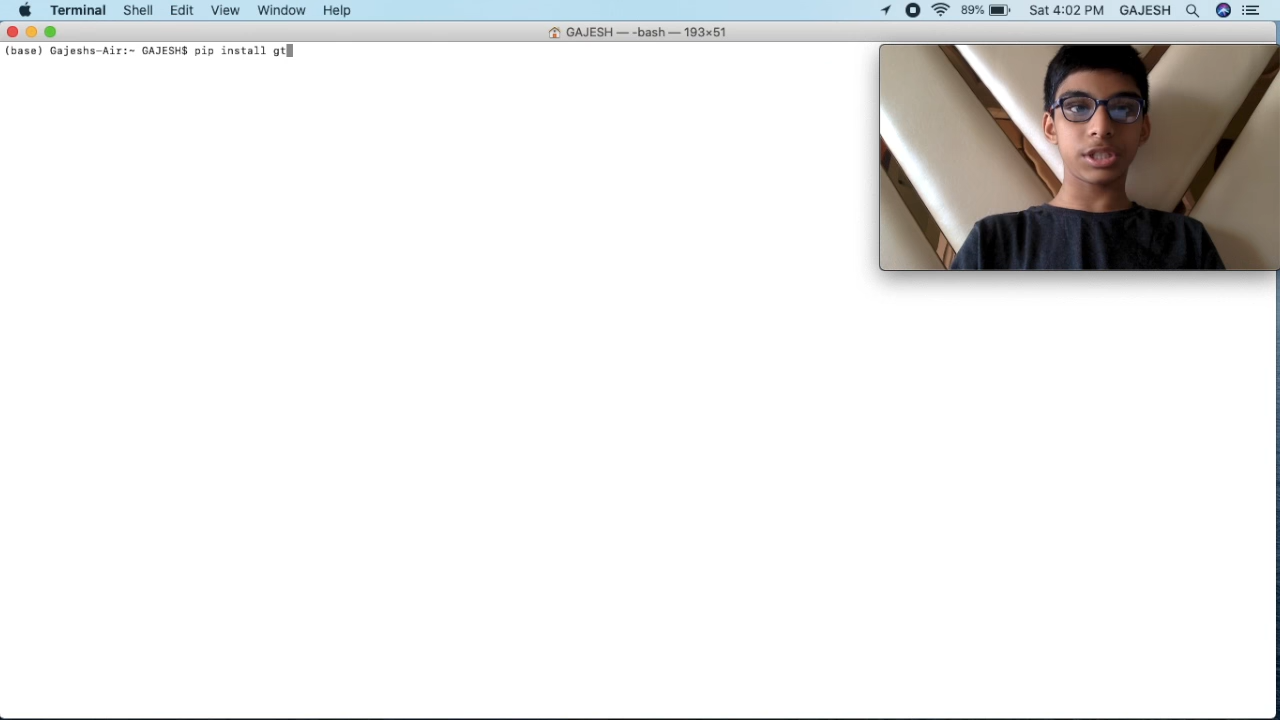 Terminal Shell Edit View Window Help 89% Sat 4:02 PM GAJESH
GAJESH — -bash — 193×51
(base) Gajeshs-Air:~ GAJESH$ pip install gt